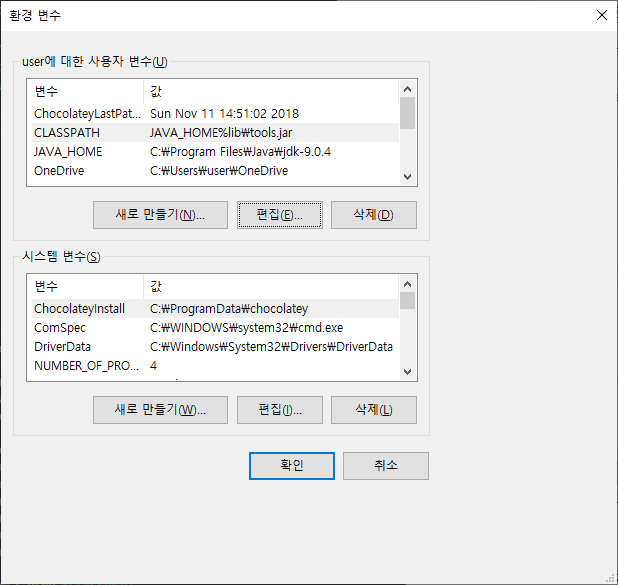 환경 변수
user에 대한 사용자 변수(U)
변수 값
ChocolateyLastPat... Sun Nov 11 14:51:02 2018
CLASSPATH JAVA_HOME%lib₩tools.jar
JAVA_HOME C:₩Program Files₩Java₩jdk-9.0.4
OneDrive C:₩Users₩user₩OneDrive
새로 만들기(N)... 편집(E)... 삭제(D)
시스템 변수(S)
변수 값
ChocolateyInstall C:₩ProgramData₩chocolatey
ComSpec C:₩WINDOWS₩system32₩cmd.exe
DriverData C:₩Windows₩System32₩Drivers₩DriverData
NUMBER_OF_PRO... 4
새로 만들기(W)... 편집(I)... 삭제(L)
확인 취소